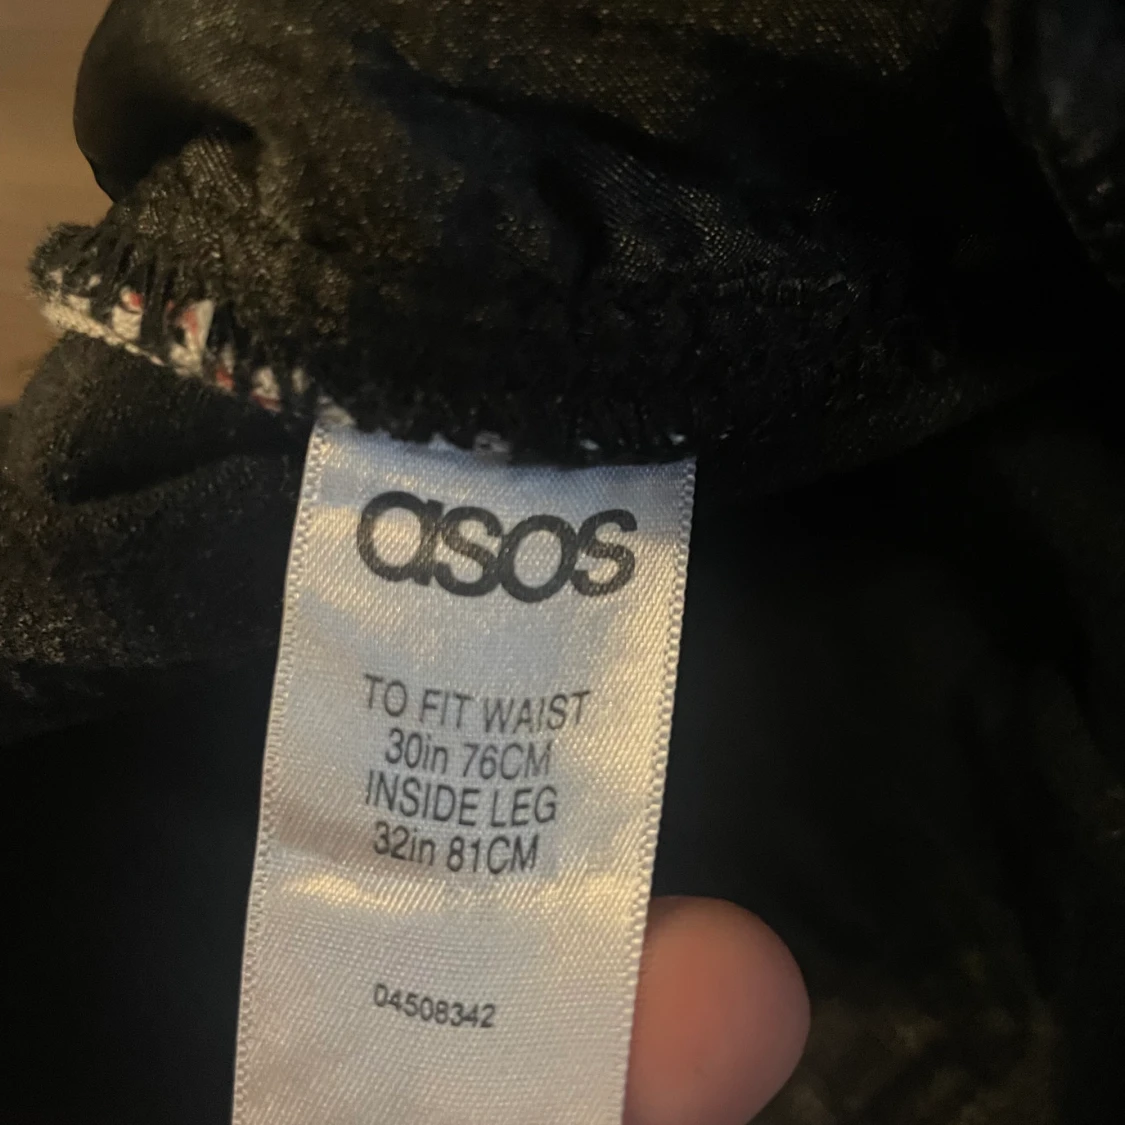 asos
TO FIT WAIST
30in 76CM
INSIDE LEG
32in 81CM
04508342